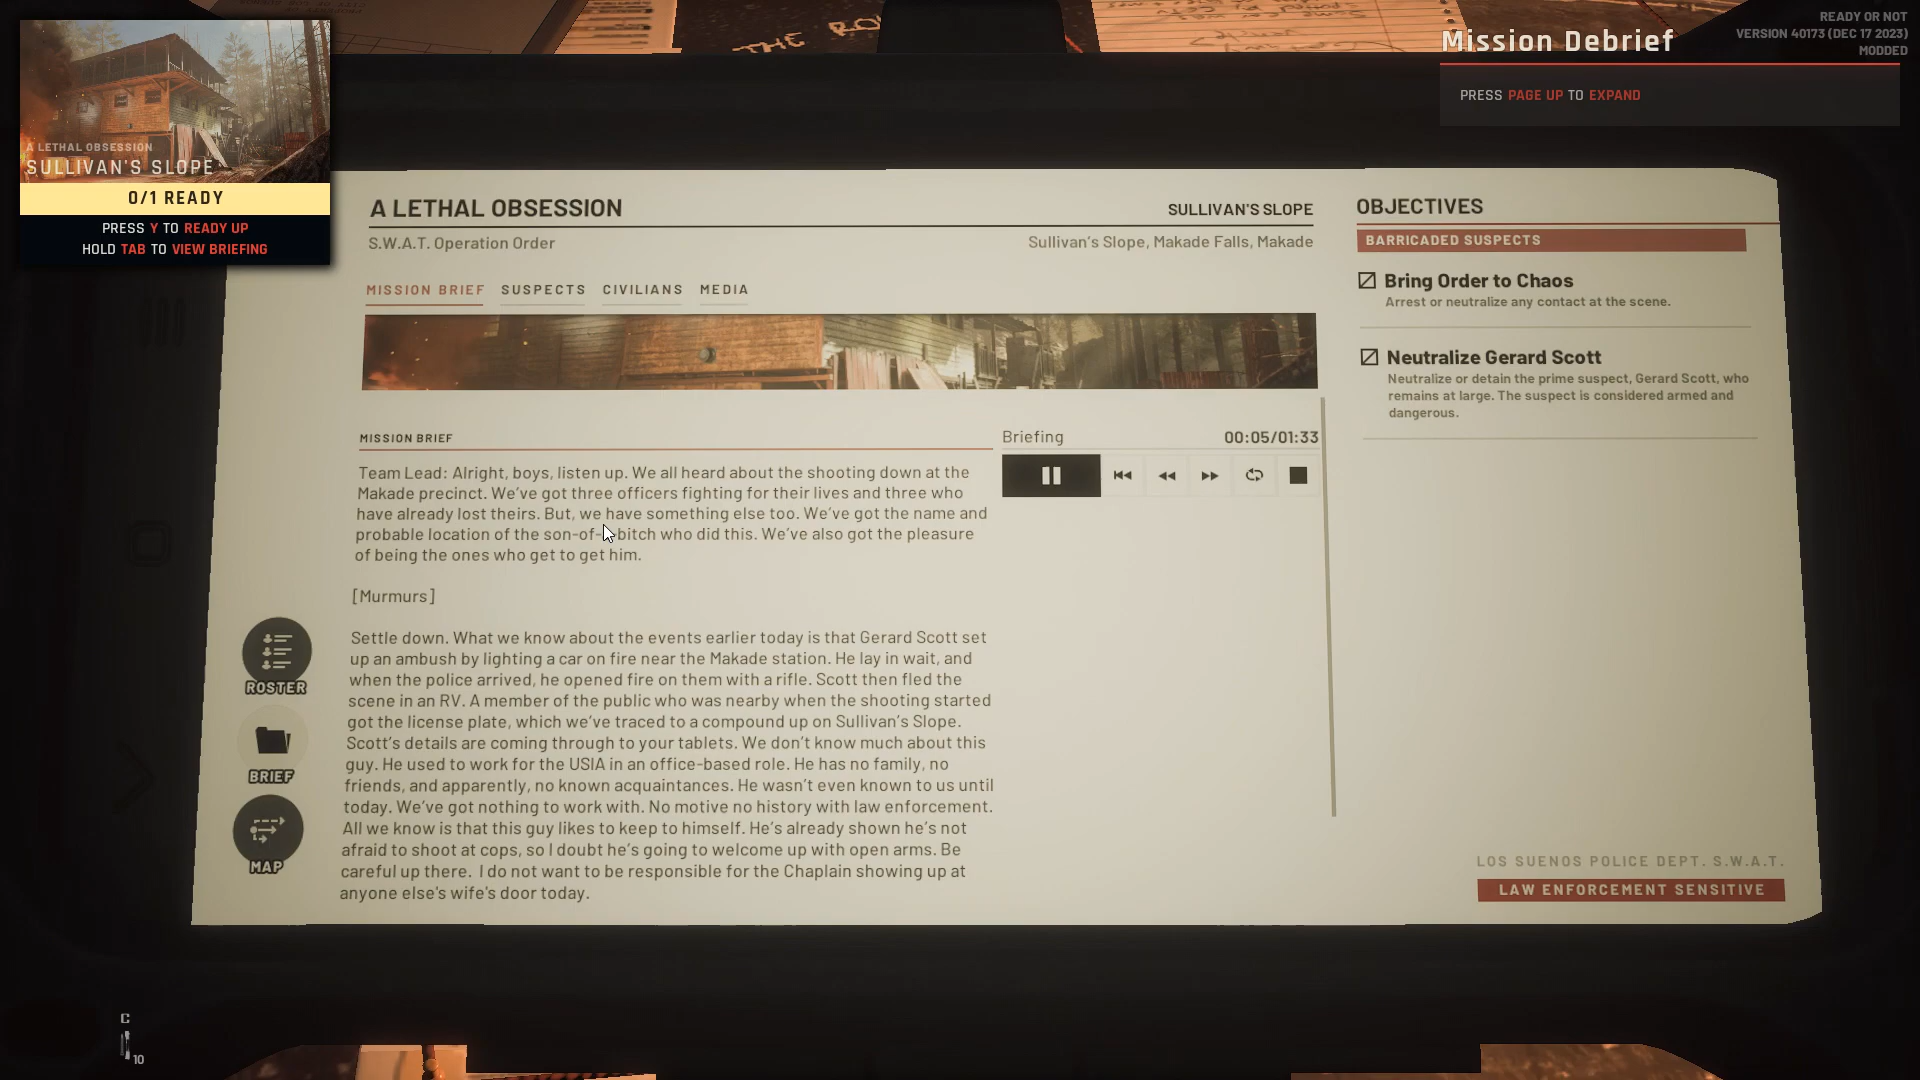 THE RO
READY OR NOT
VERSION 40173 (DEC 17 2023)
MODDED
Mission Debrief
PRESS PAGE UP TO EXPAND
A LETHAL OBSESSION
SULLIVAN'S SLOPE
0/1 READY
PRESS Y TO READY UP
HOLD TAB TO VIEW BRIEFING
A LETHAL OBSESSION
SULLIVAN'S SLOPE
S.W.A.T. Operation Order
Sullivan's Slope, Makade Falls, Makade
MISSION BRIEF SUSPECTS CIVILIANS MEDIA
MISSION BRIEF
Team Lead: Alright, boys, listen up. We all heard about the shooting down at the
Makade precinct. We've got three officers fighting for their lives and three who
have already lost theirs. But, we have something else too. We've got the name and
probable location of the son-of-a-bitch who did this. We've also got the pleasure
of being the ones who get to get him.
[Murmurs]
Settle down. What we know about the events earlier today is that Gerard Scott set
up an ambush by lighting a car on fire near the Makade station. He lay in wait, and
when the police arrived, he opened fire on them with a rifle. Scott then fled the
scene in an RV. A member of the public who was nearby when the shooting started
got the license plate, which we've traced to a compound up on Sullivan's Slope.
Scott's details are coming through to your tablets. We don't know much about this
guy. He used to work for the USIA in an office-based role. He has no family, no
friends, and apparently, no known acquaintances. He wasn't even known to us until
today. We've got nothing to work with. No motive no history with law enforcement.
All we know is that this guy likes to keep to himself. He's already shown he's not
afraid to shoot at cops, so I doubt he's going to welcome up with open arms. Be
careful up there. I do not want to be responsible for the Chaplain showing up at
anyone else's wife's door today.
Briefing 00:05/01:33
OBJECTIVES
BARRICADED SUSPECTS
Bring Order to Chaos
Arrest or neutralize any contact at the scene.
Neutralize Gerard Scott
Neutralize or detain the prime suspect, Gerard Scott, who
remains at large. The suspect is considered armed and
dangerous.
ROSTER
BRIEF
MAP
LOS SUENOS POLICE DEPT. S.W.A.T.
LAW ENFORCEMENT SENSITIVE
C
10